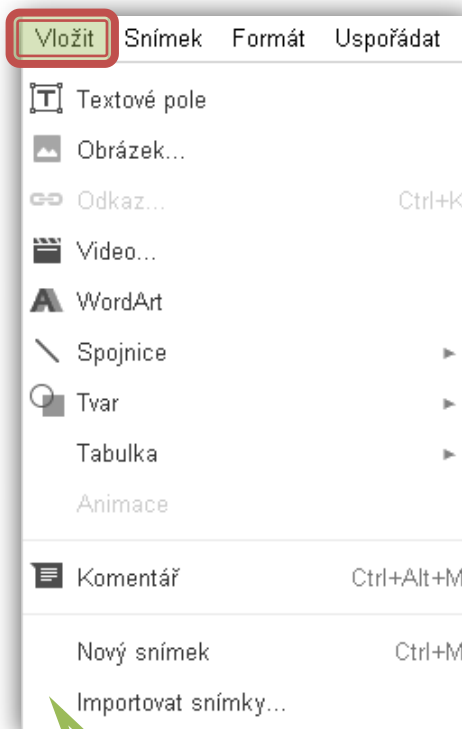 Vložit Snímek Formát Uspořádat
Textové pole
Obrázek...
Odkaz... Ctrl+K
Video...
WordArt
Spojnice
Tvar
Tabulka
Animace
Komentář Ctrl+Alt+M
Nový snímek Ctrl+M
Importovat snímky...